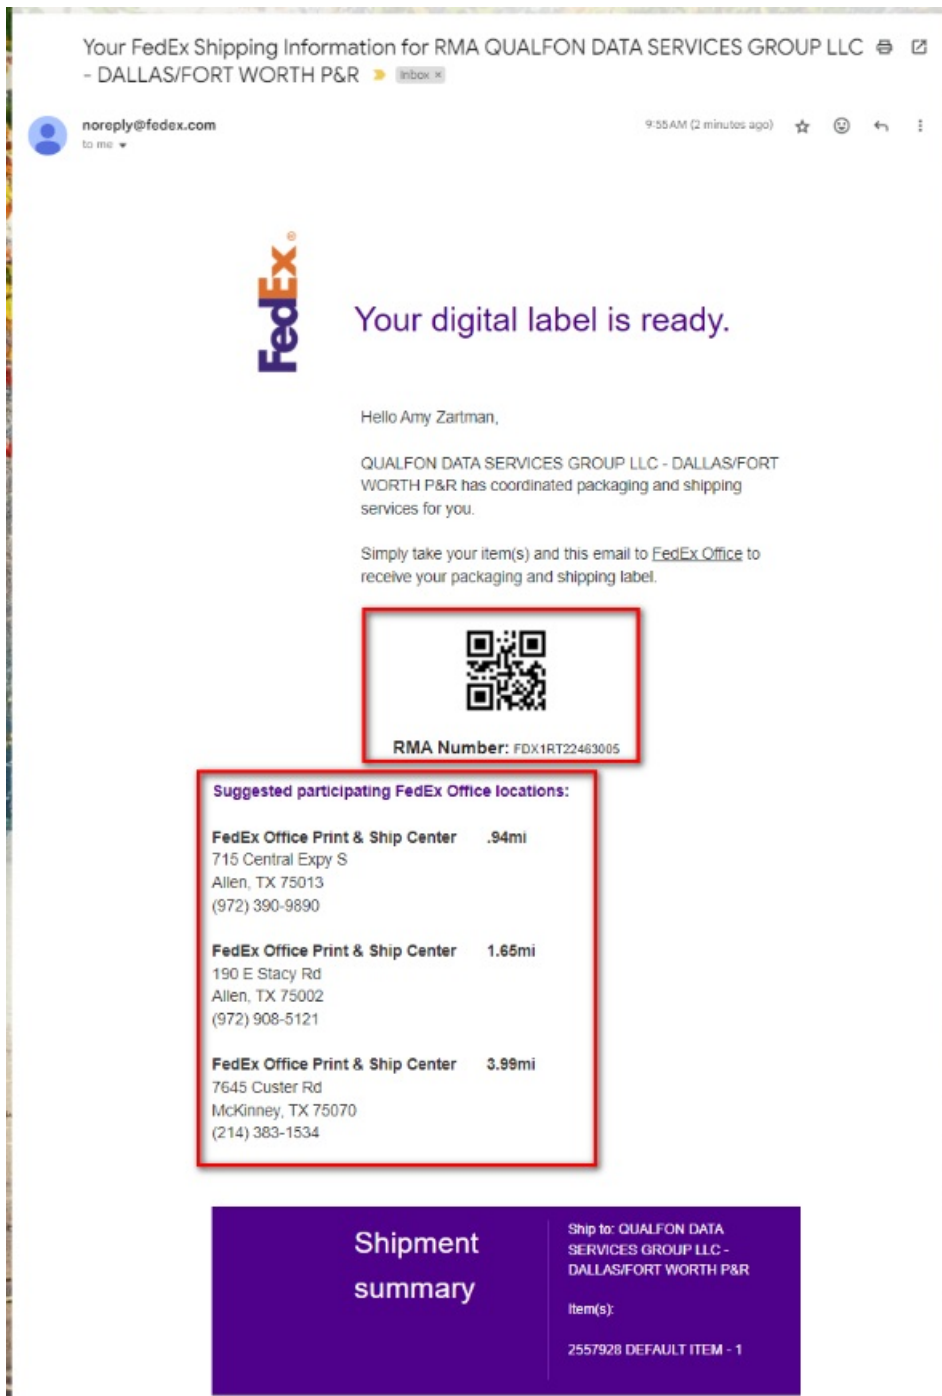 Your FedEx Shipping Information for RMA QUALFON DATA SERVICES GROUP LLC
- DALLAS/FORT WORTH P&R Inbox ×
noreply@fedex.com 9:55 AM (2 minutes ago)
to me
FedEx®
Your digital label is ready.
Hello Amy Zartman,
QUALFON DATA SERVICES GROUP LLC - DALLAS/FORT
WORTH P&R has coordinated packaging and shipping
services for you.
Simply take your item(s) and this email to FedEx Office to
receive your packaging and shipping label.
RMA Number: FDX1RT22463005
Suggested participating FedEx Office locations:
FedEx Office Print & Ship Center .94mi
715 Central Expy S
Allen, TX 75013
(972) 390-9890
FedEx Office Print & Ship Center 1.65mi
190 E Stacy Rd
Allen, TX 75002
(972) 908-5121
FedEx Office Print & Ship Center 3.99mi
7645 Custer Rd
McKinney, TX 75070
(214) 383-1534
Shipment
summary
Ship to: QUALFON DATA
SERVICES GROUP LLC -
DALLAS/FORT WORTH P&R
Item(s):
2557928 DEFAULT ITEM - 1